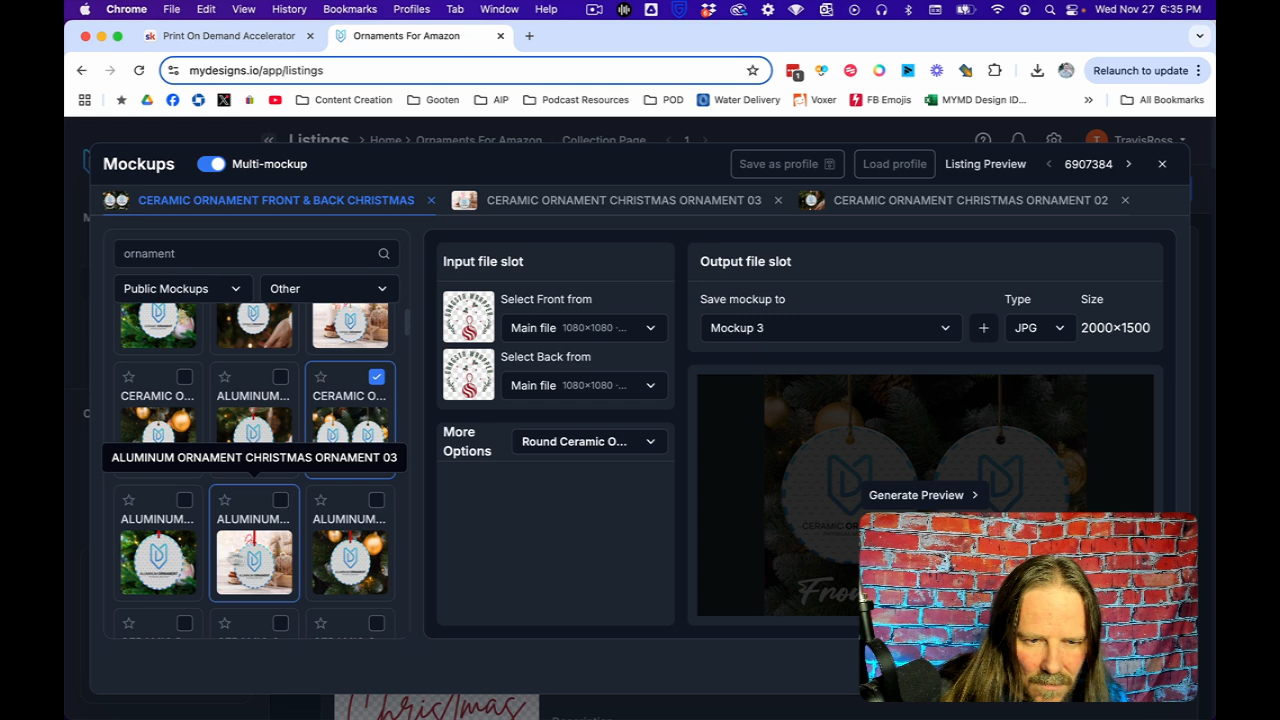 Chrome File Edit View History Bookmarks Profiles Tab Window Help Wed Nov 27 6:35 PM
Print On Demand Accelerator Ornaments For Amazon
mydesigns.io/app/listings Relaunch to update
Content Creation Gooten AIP Podcast Resources POD Water Delivery Voxer FB Emojis MYMD Design ID... All Bookmarks
Listings Home Ornaments For Amazon Collection Page 1 TravisRoss
Mockups Multi-mockup Save as profile Load profile Listing Preview 6907384
CERAMIC ORNAMENT FRONT & BACK CHRISTMAS CERAMIC ORNAMENT CHRISTMAS ORNAMENT 03 CERAMIC ORNAMENT CHRISTMAS ORNAMENT 02
ornament Input file slot Output file slot
Public Mockups Other Select Front from Save mockup to Type Size
Main file 1080×1080 -... Mockup 3 JPG 2000×1500
Select Back from
Main file 1080×1080 -...
CERAMIC O... ALUMINUM... CERAMIC O...
More Options Round Ceramic O...
ALUMINUM ORNAMENT CHRISTMAS ORNAMENT 03
Generate Preview
ALUMINUM... ALUMINUM... ALUMINUM...
Christmas